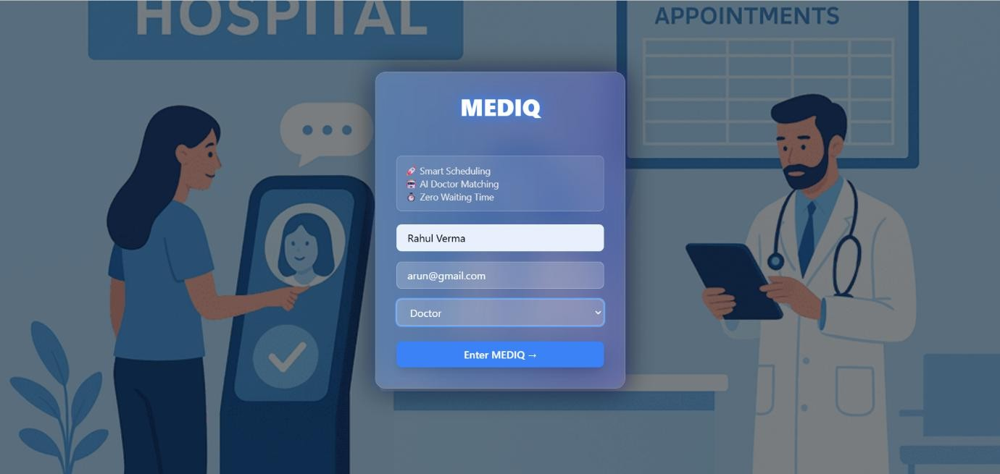 HOSPITAL
APPOINTMENTS
MEDIQ
🚀 Smart Scheduling
🤖 AI Doctor Matching
⏱ Zero Waiting Time
Rahul Verma
arun@gmail.com
Doctor
Enter MEDIQ →